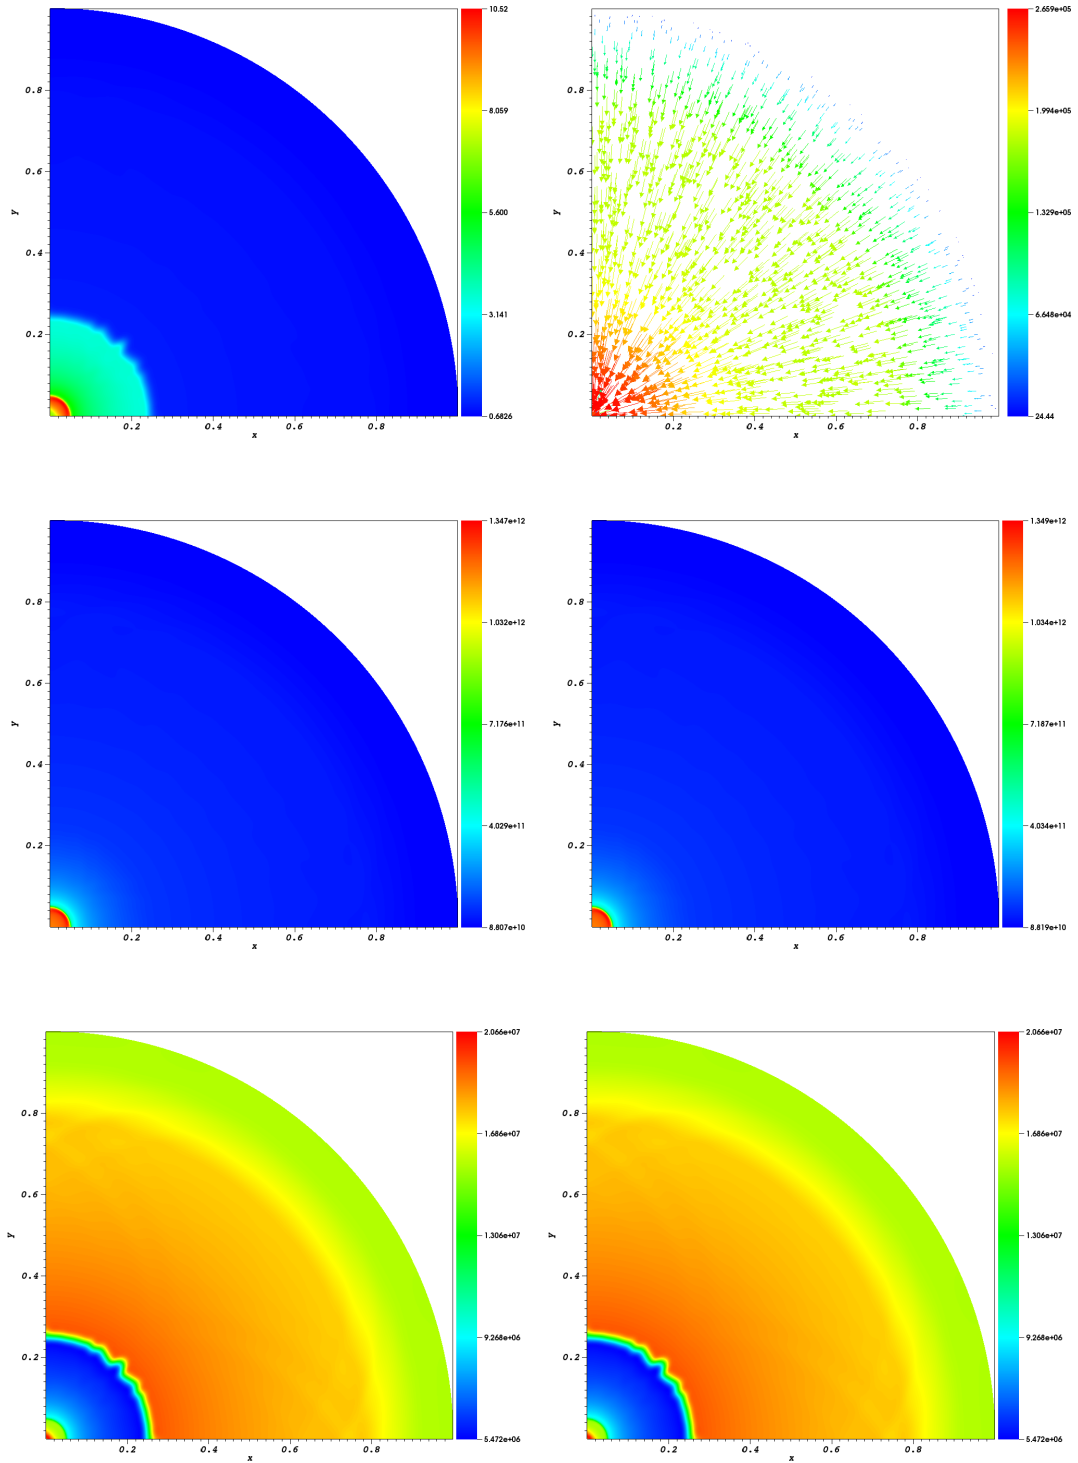 10.52
8.059
5.600
3.141
0.6826
0.8
0.6
0.4
0.2
y
0.2 0.4 0.6 0.8
x
2.659e+05
1.994e+05
1.329e+05
6.648e+04
24.44
0.8
0.6
0.4
0.2
y
0.2 0.4 0.6 0.8
x
1.347e+12
1.032e+12
7.176e+11
4.029e+11
8.807e+10
0.8
0.6
0.4
0.2
y
0.2 0.4 0.6 0.8
x
1.349e+12
1.034e+12
7.187e+11
4.034e+11
8.819e+10
0.8
0.6
0.4
0.2
y
0.2 0.4 0.6 0.8
x
2.066e+07
1.686e+07
1.306e+07
9.268e+06
5.472e+06
0.8
0.6
0.4
0.2
y
0.2 0.4 0.6 0.8
x
2.066e+07
1.686e+07
1.306e+07
9.268e+06
5.472e+06
0.8
0.6
0.4
0.2
y
0.2 0.4 0.6 0.8
x